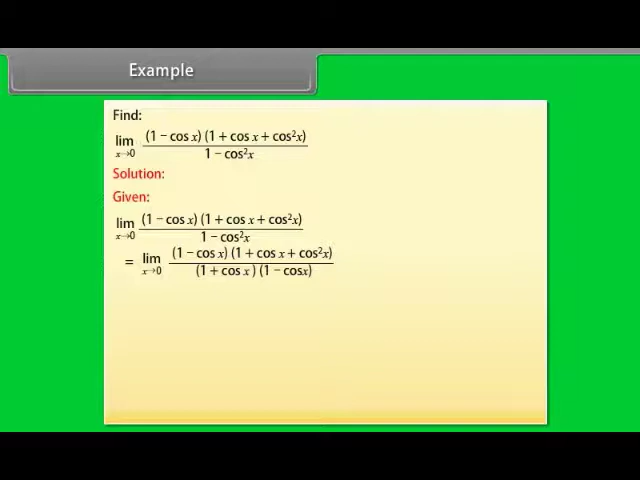 Example
Find:
lim x→0 (1 − cos x) (1 + cos x + cos²x) / 1 − cos²x
Solution:
Given:
lim x→0 (1 − cos x) (1 + cos x + cos²x) / 1 − cos²x
= lim x→0 (1 − cos x) (1 + cos x + cos²x) / (1 + cos x ) (1 − cosx)